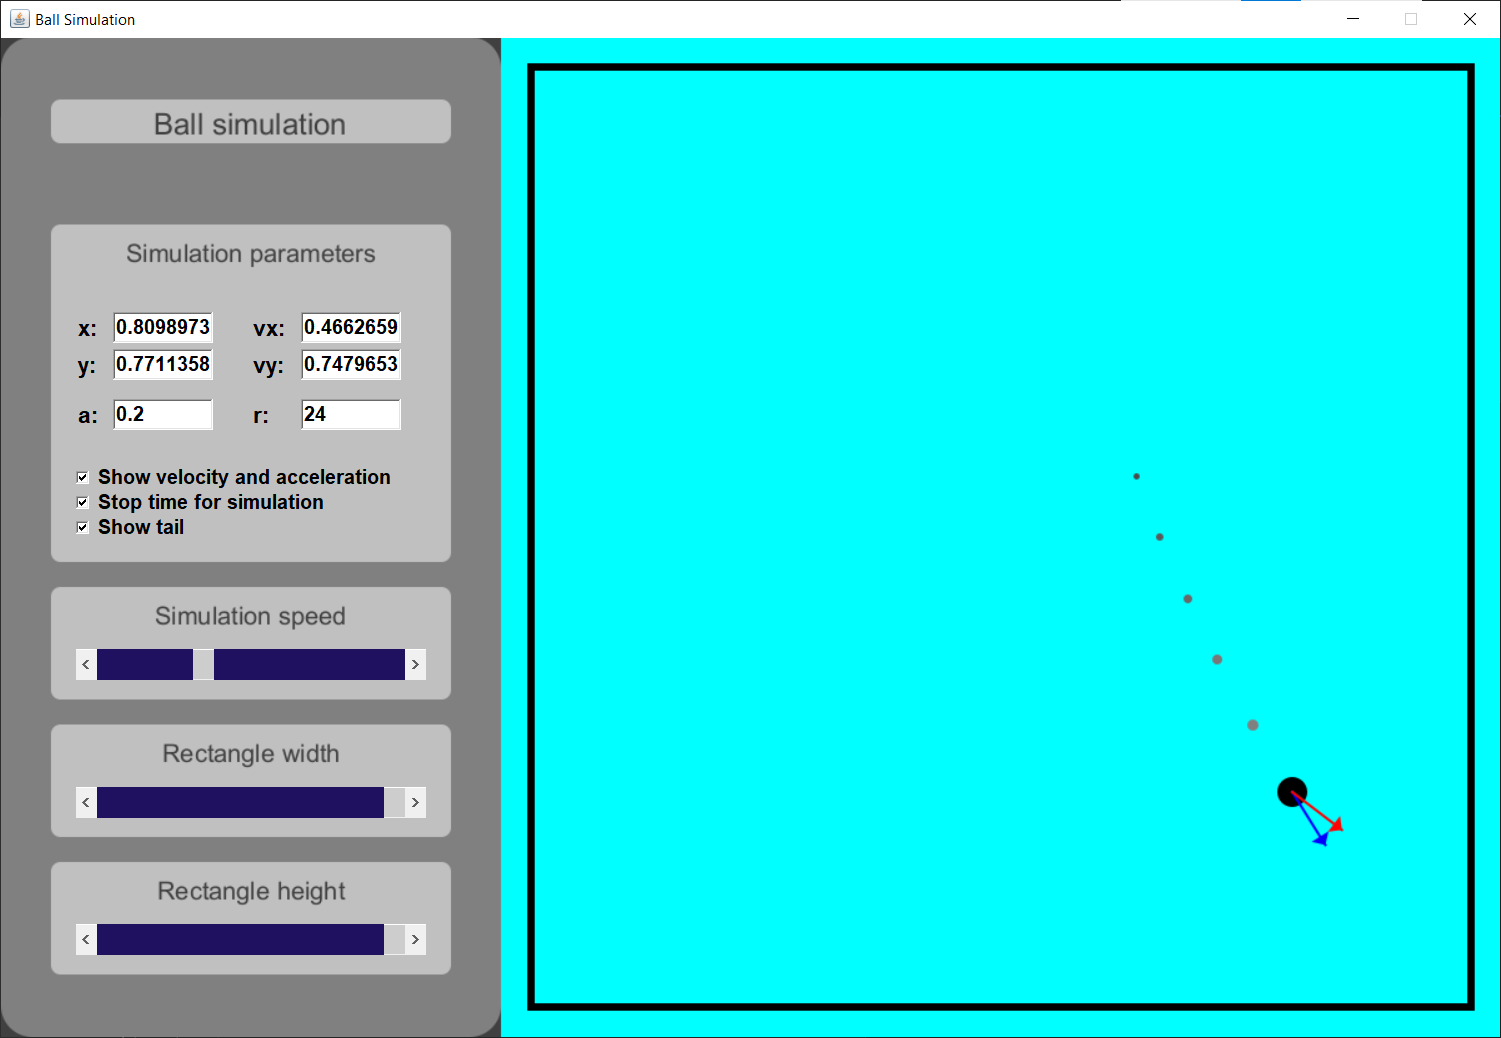 Ball Simulation
Ball simulation
Simulation parameters
x: 0.8098973 vx: 0.4662659
y: 0.7711358 vy: 0.7479653
a: 0.2 r: 24
Show velocity and acceleration
Stop time for simulation
Show tail
Simulation speed
Rectangle width
Rectangle height